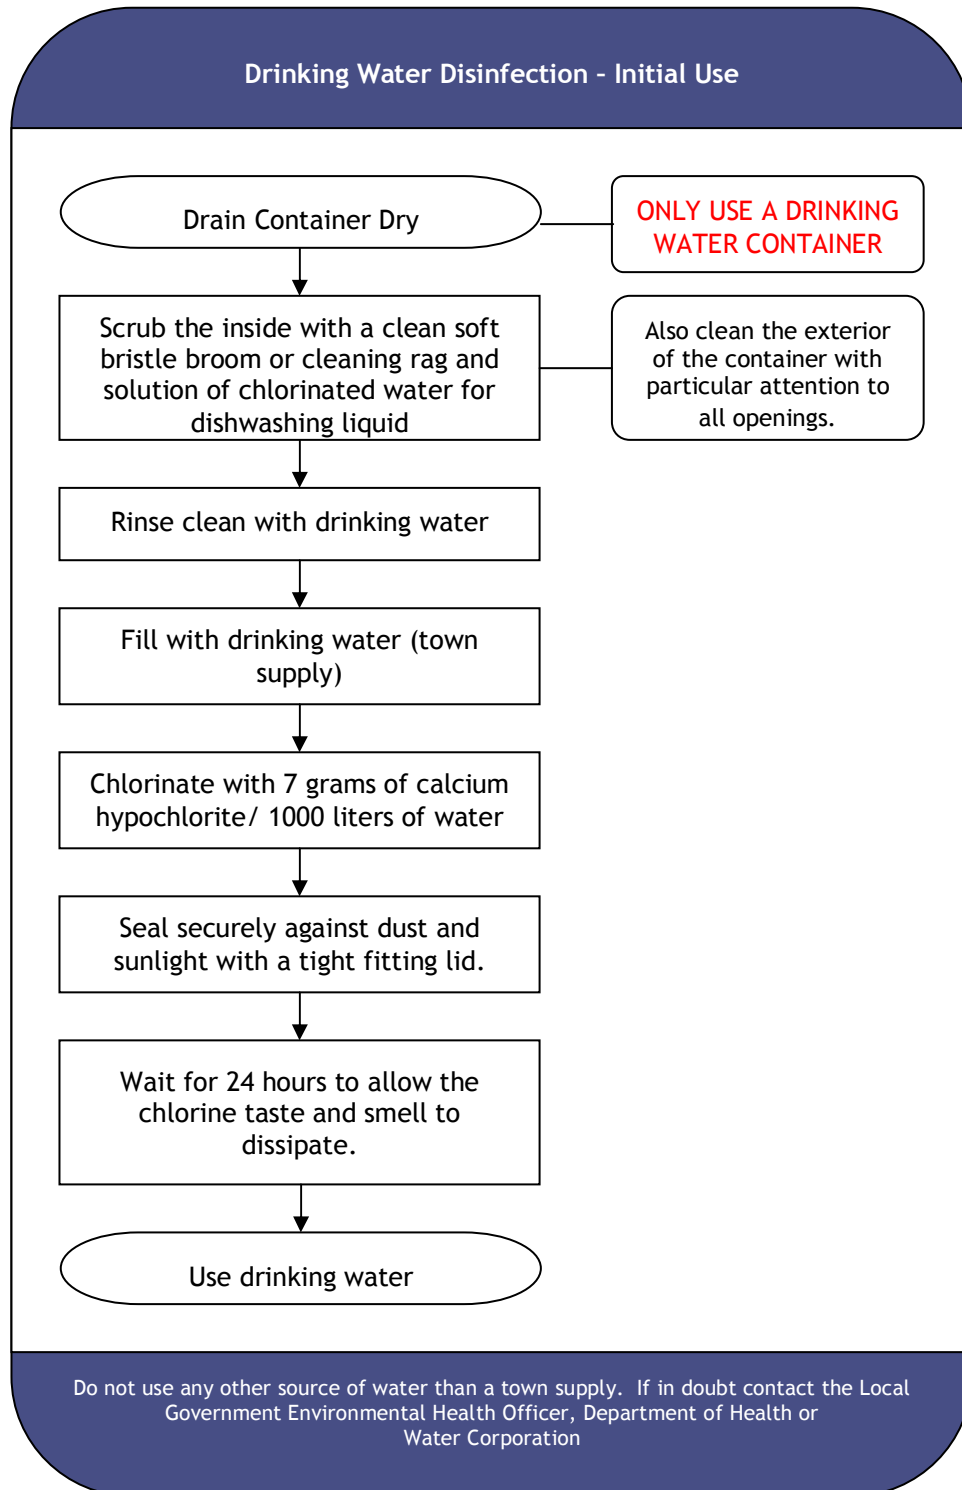 Drinking Water Disinfection – Initial Use
Drain Container Dry
ONLY USE A DRINKING
WATER CONTAINER
Scrub the inside with a clean soft
bristle broom or cleaning rag and
solution of chlorinated water for
dishwashing liquid
Also clean the exterior
of the container with
particular attention to
all openings.
Rinse clean with drinking water
Fill with drinking water (town
supply)
Chlorinate with 7 grams of calcium
hypochlorite/ 1000 liters of water
Seal securely against dust and
sunlight with a tight fitting lid.
Wait for 24 hours to allow the
chlorine taste and smell to
dissipate.
Use drinking water
Do not use any other source of water than a town supply.  If in doubt contact the Local
Government Environmental Health Officer, Department of Health or
Water Corporation